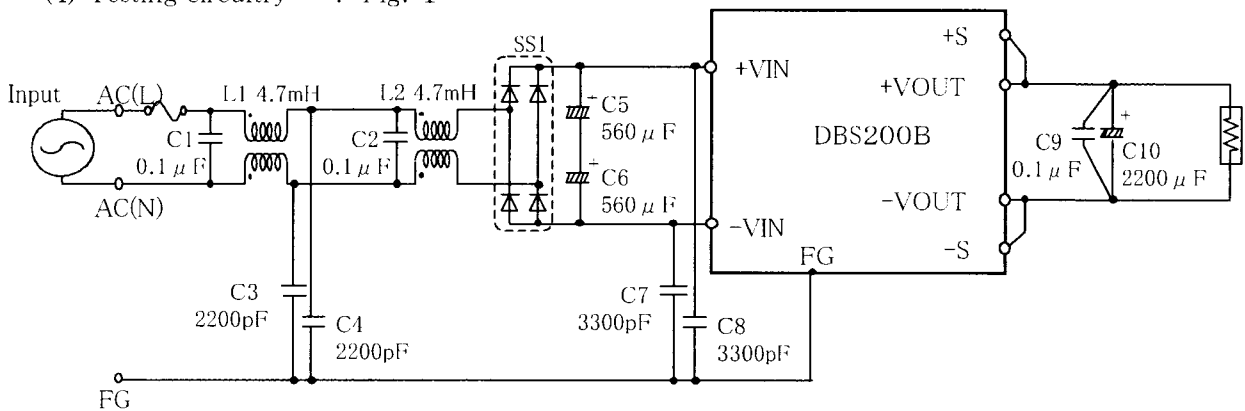 (4) Testing circuitry : Fig. 4
Input
AC(L)
AC(N)
L1 4.7mH
C1
0.1μF
L2 4.7mH
C2
0.1μF
SS1
+
C5
560μF
+
C6
560μF
+VIN
-VIN
DBS200B
FG
+S
+VOUT
-VOUT
-S
C9
0.1μF
+
C10
2200μF
C3
2200pF
C4
2200pF
C7
3300pF
C8
3300pF
FG